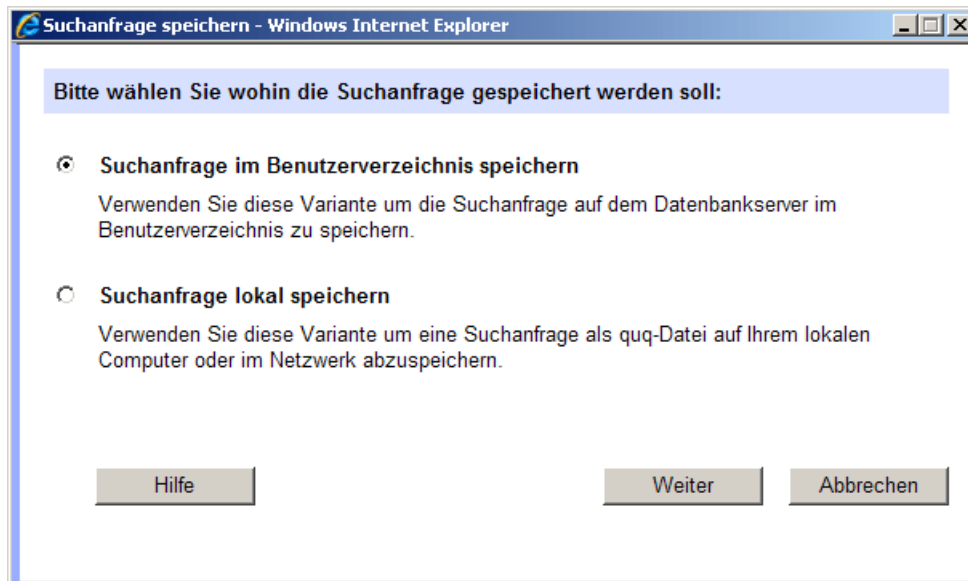 Suchanfrage speichern - Windows Internet Explorer
Bitte wählen Sie wohin die Suchanfrage gespeichert werden soll:
Suchanfrage im Benutzerverzeichnis speichern
Verwenden Sie diese Variante um die Suchanfrage auf dem Datenbankserver im
Benutzerverzeichnis zu speichern.
Suchanfrage lokal speichern
Verwenden Sie diese Variante um eine Suchanfrage als quq-Datei auf Ihrem lokalen
Computer oder im Netzwerk abzuspeichern.
Hilfe Weiter Abbrechen